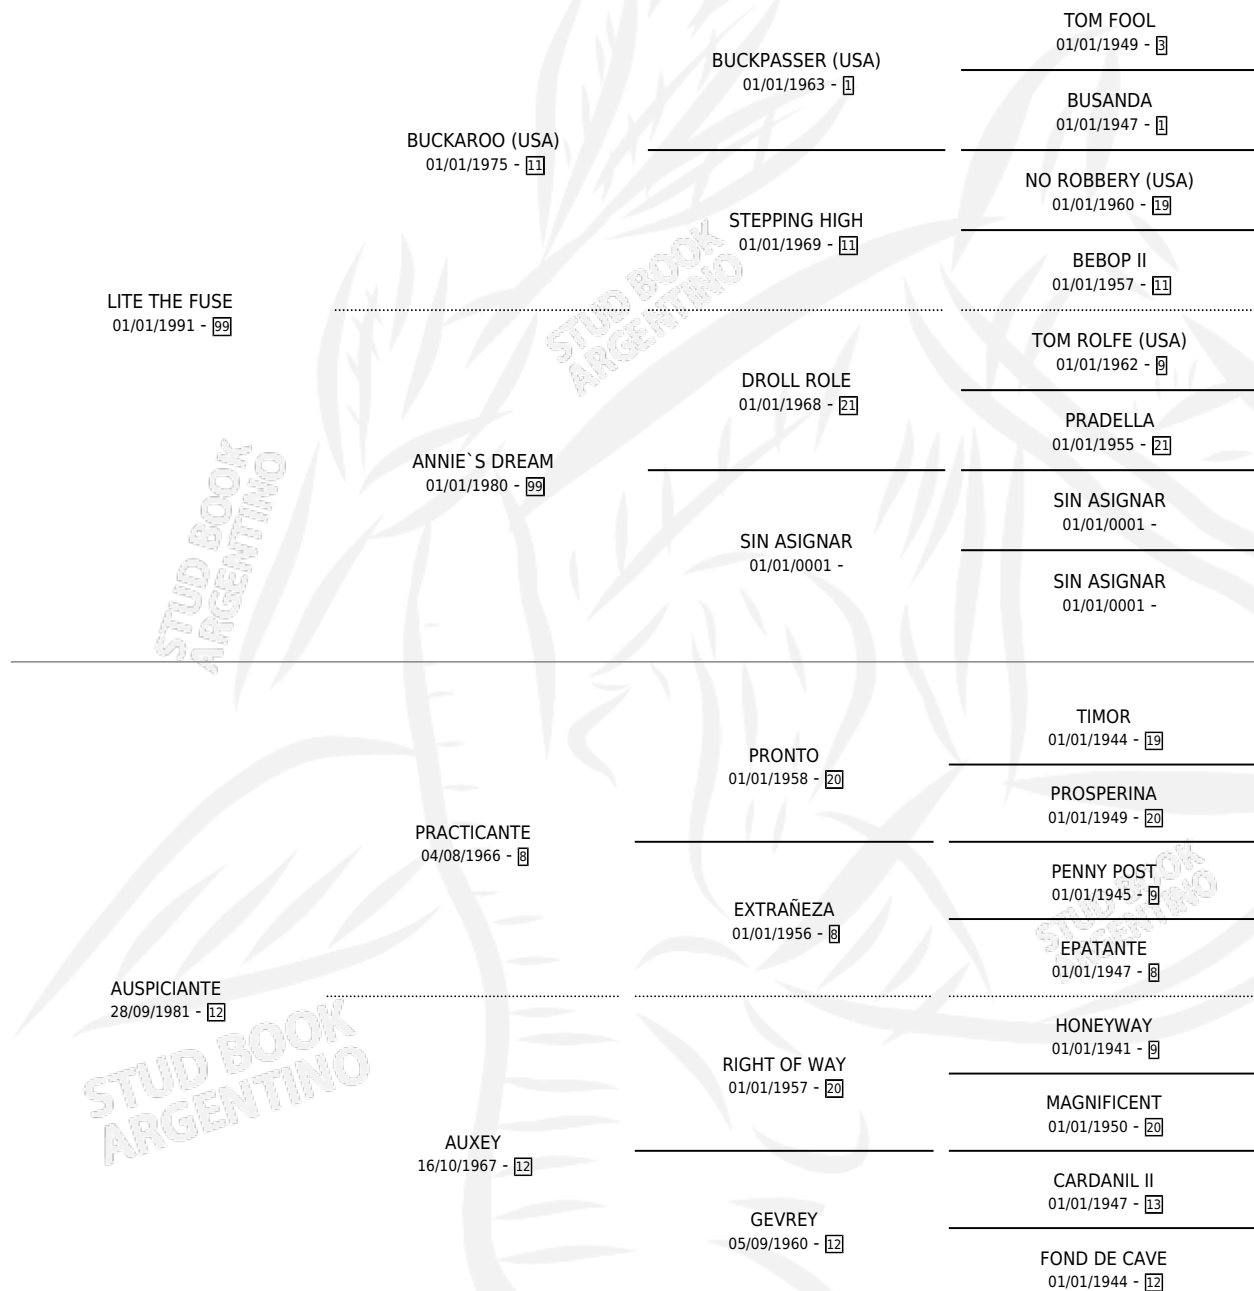 TOM FOOL
01/01/1949 - 3
BUCKPASSER (USA)
01/01/1963 - 1
BUSANDA
01/01/1947 - 1
BUCKAROO (USA)
01/01/1975 - 11
NO ROBBERY (USA)
01/01/1960 - 19
STEPPING HIGH
01/01/1969 - 11
BEBOP II
01/01/1957 - 11
LITE THE FUSE
01/01/1991 - 99
TOM ROLFE (USA)
01/01/1962 - 9
DROLL ROLE
01/01/1968 - 21
PRADELLA
01/01/1955 - 21
ANNIE`S DREAM
01/01/1980 - 99
SIN ASIGNAR
01/01/0001 -
SIN ASIGNAR
01/01/0001 -
SIN ASIGNAR
01/01/0001 -
TIMOR
01/01/1944 - 19
PRONTO
01/01/1958 - 20
PROSPERINA
01/01/1949 - 20
PRACTICANTE
04/08/1966 - 8
PENNY POST
01/01/1945 - 9
EXTRAÑEZA
01/01/1956 - 8
EPATANTE
01/01/1947 - 8
AUSPICIANTE
28/09/1981 - 12
HONEYWAY
01/01/1941 - 9
RIGHT OF WAY
01/01/1957 - 20
MAGNIFICENT
01/01/1950 - 20
AUXEY
16/10/1967 - 12
CARDANIL II
01/01/1947 - 13
GEVREY
05/09/1960 - 12
FOND DE CAVE
01/01/1944 - 12
STUD BOOK
ARGENTINO
STUD BOOK
ARGENTINO
STUD BOOK
ARGENTINO
STUD BOOK
ARGENTINO